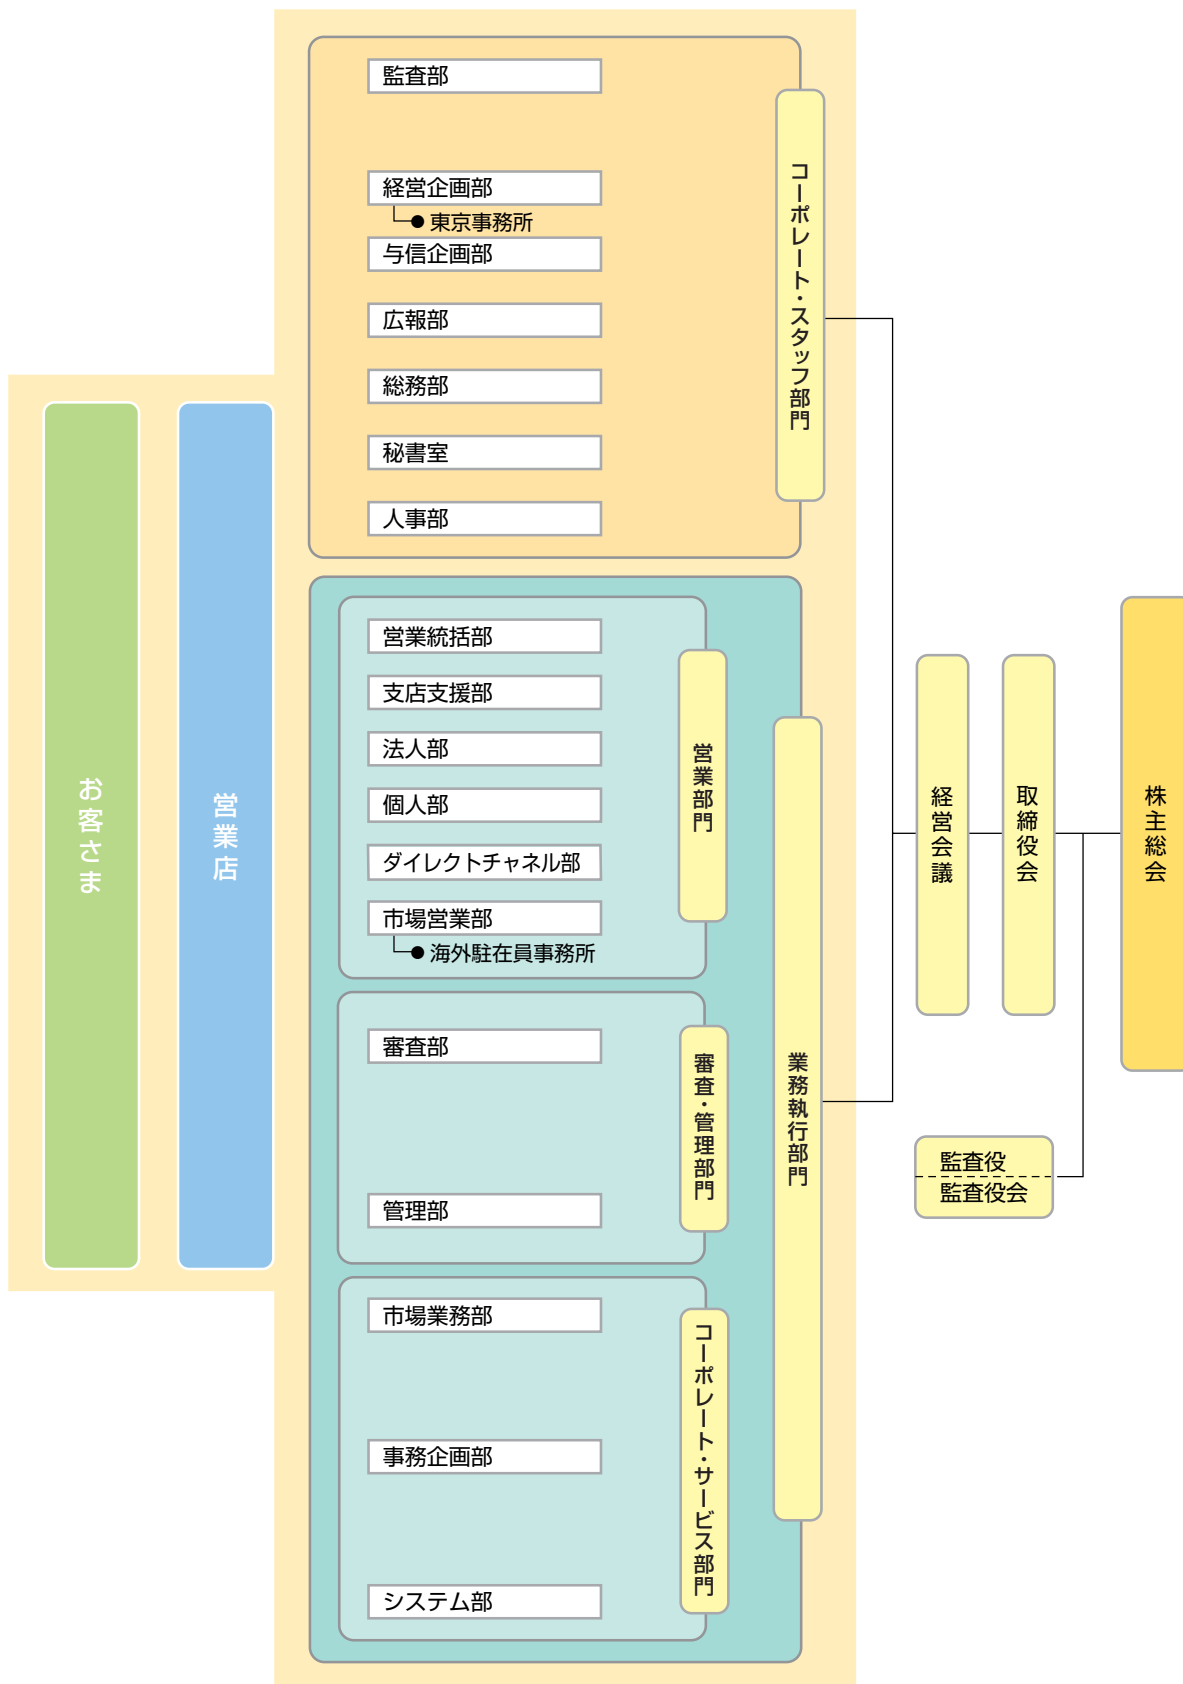 監査部
経営企画部
東京事務所
与信企画部
広報部
総務部
秘書室
人事部
コーポレート・スタッフ部門
営業統括部
支店支援部
法人部
個人部
ダイレクトチャネル部
市場営業部
海外駐在員事務所
営業部門
審査部
管理部
審査・管理部門
市場業務部
事務企画部
システム部
コーポレート・サービス部門
業務執行部門
お客さま
営業店
経営会議
取締役会
株主総会
監査役
監査役会